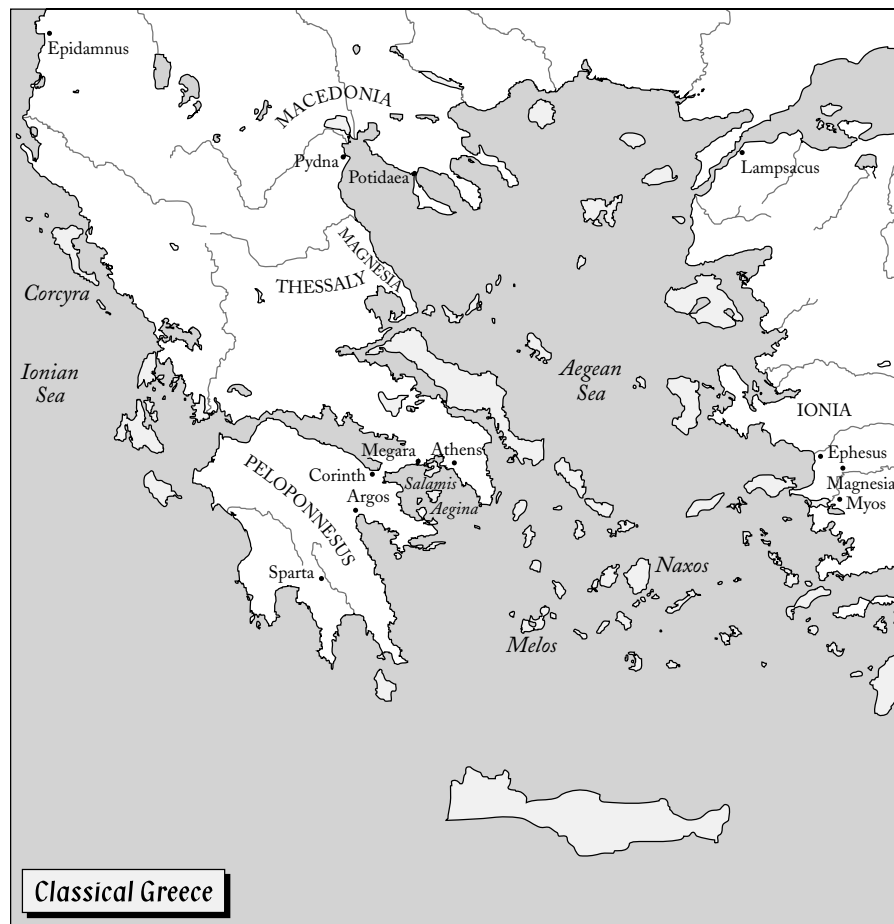 Epidamnus
MACEDONIA
Pydna
Potidaea
Lampsacus
MAGNESIA
THESSALY
Corcyra
Ionian
Sea
Aegean
Sea
IONIA
Megara
Athens
Ephesus
PELOPONNESUS
Corinth
Salamis
Magnesia
Argos
Aegina
Myos
Sparta
Naxos
Melos
Classical Greece